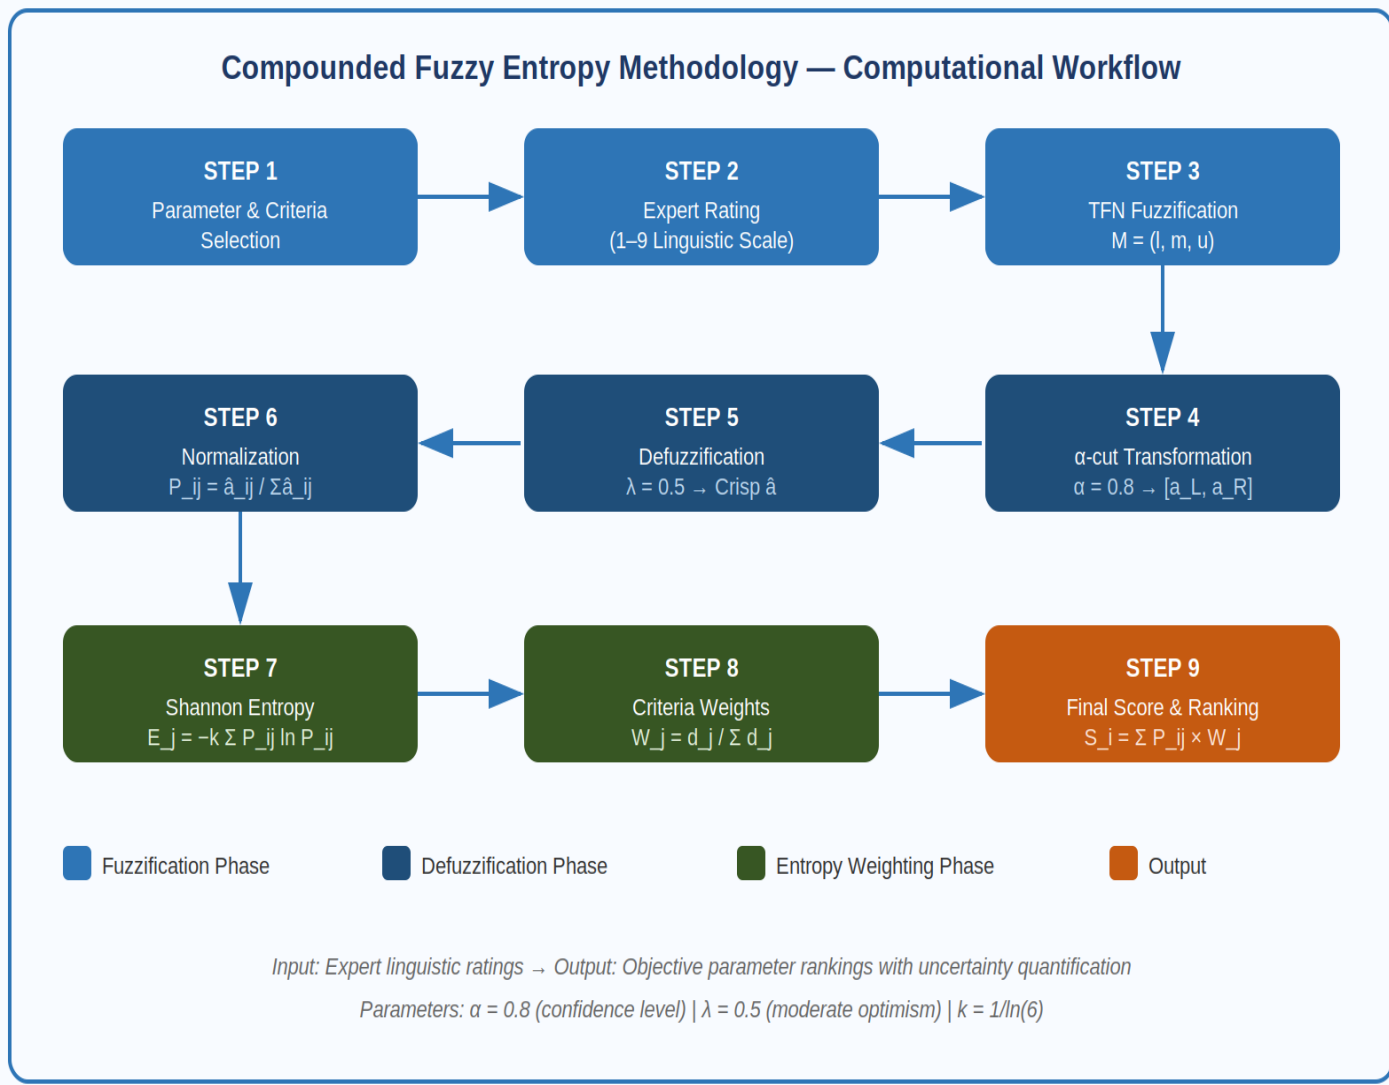 Compounded Fuzzy Entropy Methodology — Computational Workflow
STEP 1
Parameter & Criteria
Selection
STEP 2
Expert Rating
(1–9 Linguistic Scale)
STEP 3
TFN Fuzzification
M = (l, m, u)
STEP 4
α-cut Transformation
α = 0.8 → [a_L, a_R]
STEP 5
Defuzzification
λ = 0.5 → Crisp â
STEP 6
Normalization
P_ij = â_ij / Σâ_ij
STEP 7
Shannon Entropy
E_j = −k Σ P_ij ln P_ij
STEP 8
Criteria Weights
W_j = d_j / Σ d_j
STEP 9
Final Score & Ranking
S_i = Σ P_ij × W_j
Fuzzification Phase
Defuzzification Phase
Entropy Weighting Phase
Output
Input: Expert linguistic ratings → Output: Objective parameter rankings with uncertainty quantification
Parameters: α = 0.8 (confidence level) | λ = 0.5 (moderate optimism) | k = 1/ln(6)